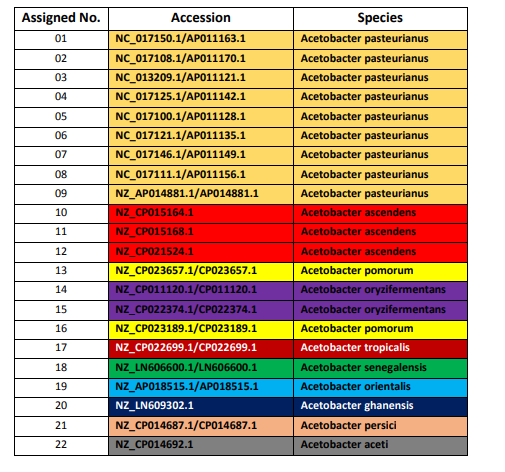 Assigned No. Accession Species
01 NC_017150.1/AP011163.1 Acetobacter pasteurianus
02 NC_017108.1/AP011170.1 Acetobacter pasteurianus
03 NC_013209.1/AP011121.1 Acetobacter pasteurianus
04 NC_017125.1/AP011142.1 Acetobacter pasteurianus
05 NC_017100.1/AP011128.1 Acetobacter pasteurianus
06 NC_017121.1/AP011135.1 Acetobacter pasteurianus
07 NC_017146.1/AP011149.1 Acetobacter pasteurianus
08 NC_017111.1/AP011156.1 Acetobacter pasteurianus
09 NZ_AP014881.1/AP014881.1 Acetobacter pasteurianus
10 NZ_CP015164.1 Acetobacter ascendens
11 NZ_CP015168.1 Acetobacter ascendens
12 NZ_CP021524.1 Acetobacter ascendens
13 NZ_CP023657.1/CP023657.1 Acetobacter pomorum
14 NZ_CP011120.1/CP011120.1 Acetobacter oryzifermentans
15 NZ_CP022374.1/CP022374.1 Acetobacter oryzifermentans
16 NZ_CP023189.1/CP023189.1 Acetobacter pomorum
17 NZ_CP022699.1/CP022699.1 Acetobacter tropicalis
18 NZ_LN606600.1/LN606600.1 Acetobacter senegalensis
19 NZ_AP018515.1/AP018515.1 Acetobacter orientalis
20 NZ_LN609302.1 Acetobacter ghanensis
21 NZ_CP014687.1/CP014687.1 Acetobacter persici
22 NZ_CP014692.1 Acetobacter aceti